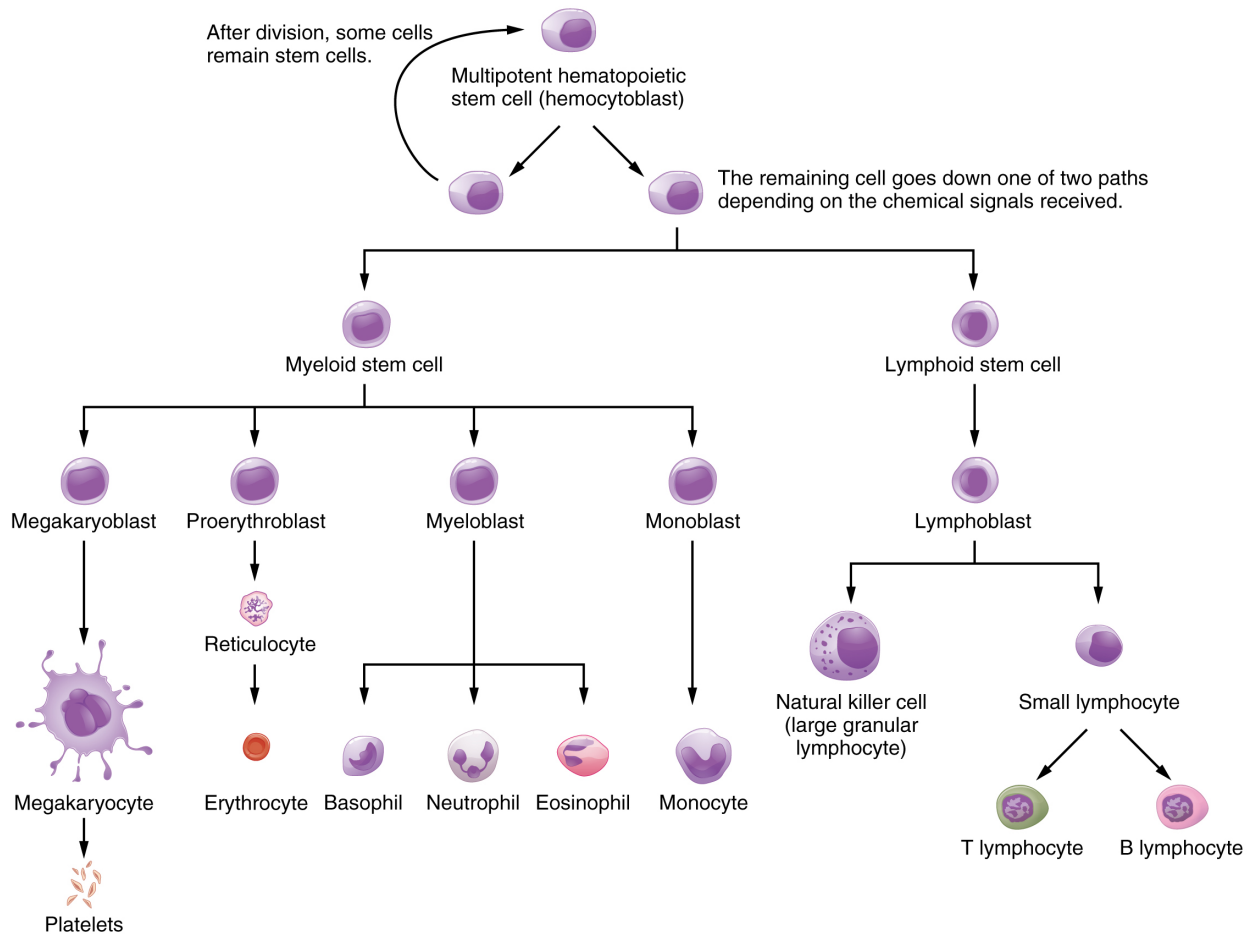 After division, some cells
remain stem cells.
Multipotent hematopoietic
stem cell (hemocytoblast)
The remaining cell goes down one of two paths
depending on the chemical signals received.
Myeloid stem cell
Lymphoid stem cell
Megakaryoblast
Proerythroblast
Myeloblast
Monoblast
Lymphoblast
Reticulocyte
Natural killer cell
(large granular
lymphocyte)
Small lymphocyte
Megakaryocyte
Erythrocyte
Basophil
Neutrophil
Eosinophil
Monocyte
T lymphocyte
B lymphocyte
Platelets